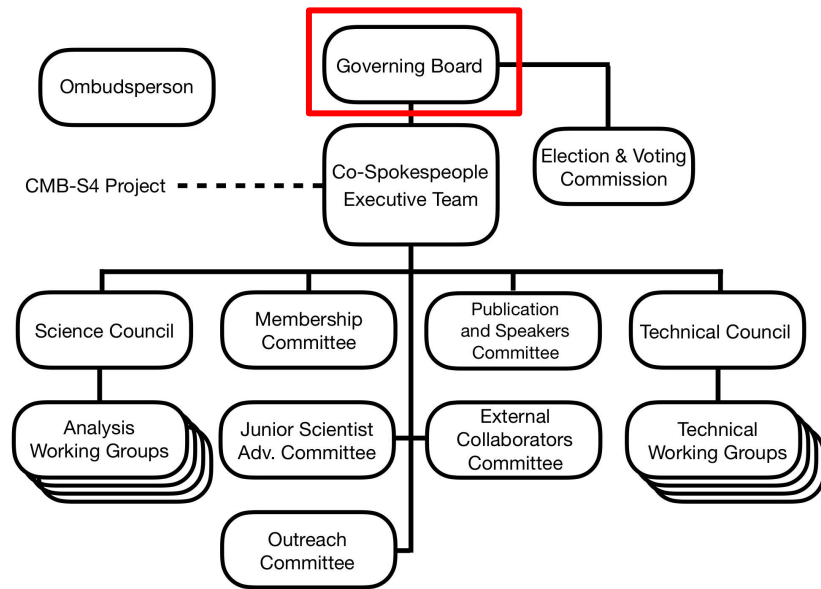 Governing Board
Ombudsperson
Election & Voting
Commission
Co-Spokespeople
Executive Team
CMB-S4 Project
Science Council
Membership
Committee
Publication
and Speakers
Committee
Technical Council
Analysis
Working Groups
Junior Scientist
Adv. Committee
External
Collaborators
Committee
Technical
Working Groups
Outreach
Committee